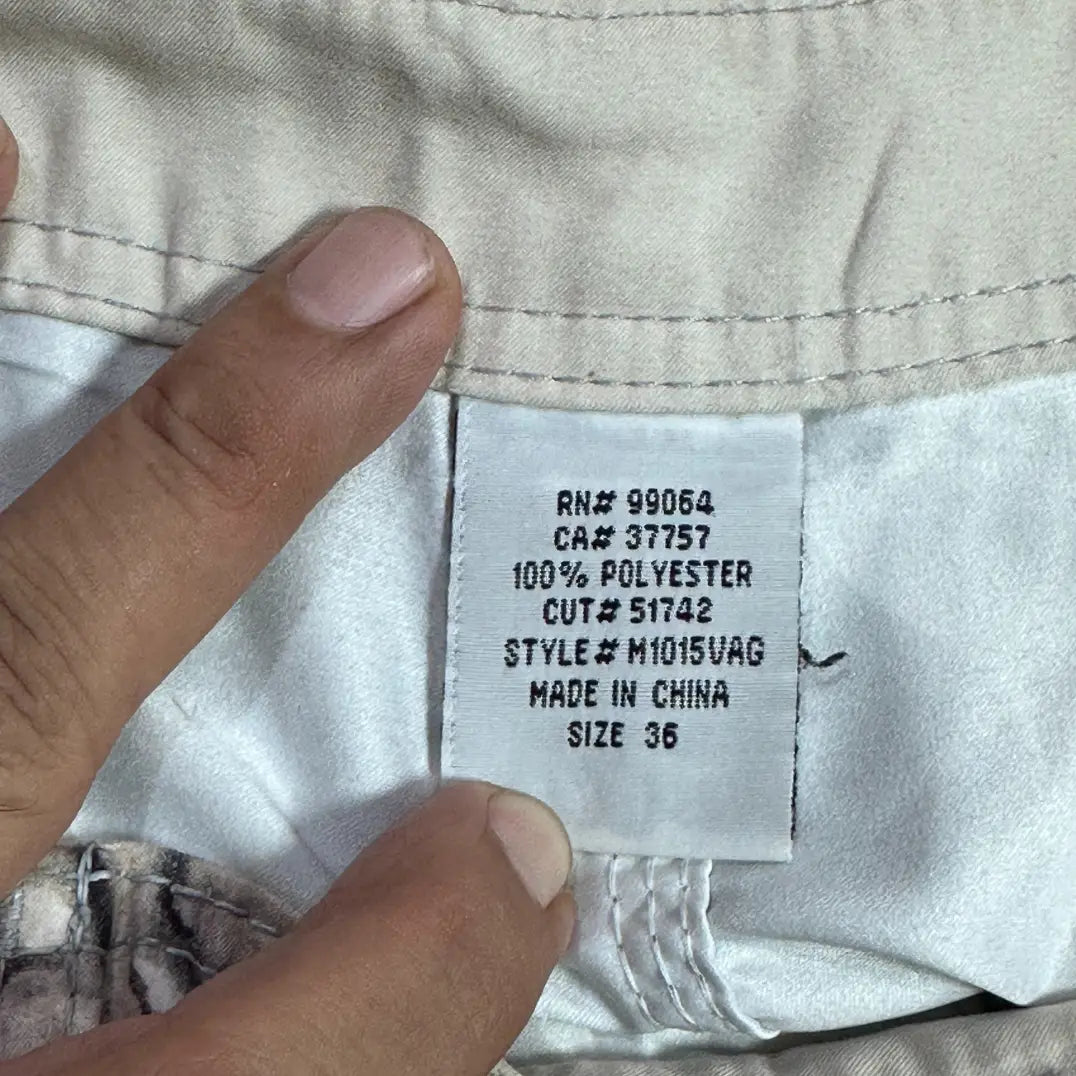 RN# 99064
CA# 37757
100% POLYESTER
CUT# 51742
STYLE# M1015VAG
MADE IN CHINA
SIZE 36